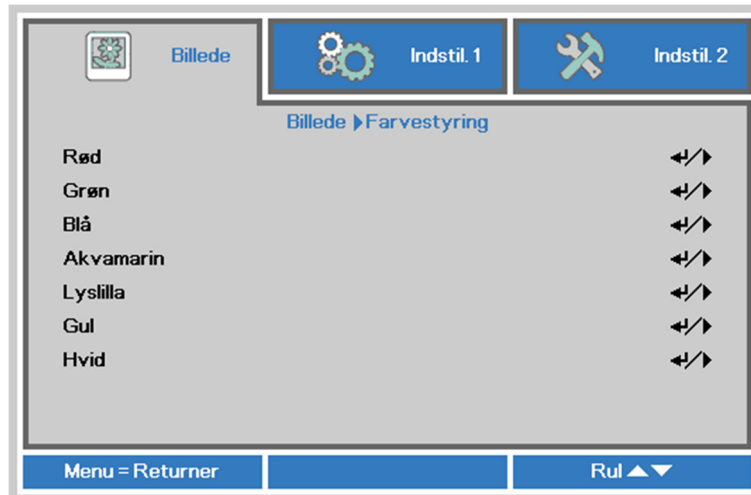 Billede Indstil. 1 Indstil. 2
Billede Farvestyring
Rød
Grøn
Blå
Akvamarin
Lyslilla
Gul
Hvid
Menu = Returner Rul